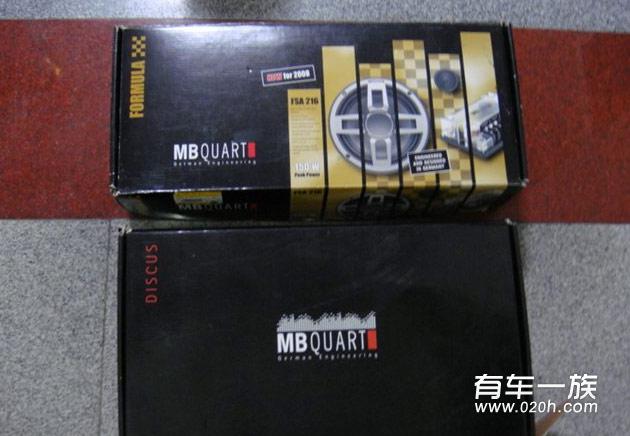 FORMULA
NEW for 2008
FSA 216
150 W
Peak Power
MBQUART
German Engineering
ENGINEERED
AND DESIGNED
IN GERMANY
MBQUART
FSA 216
DISCUS
MBQUART
German Engineering
有车一族
www.020h.com